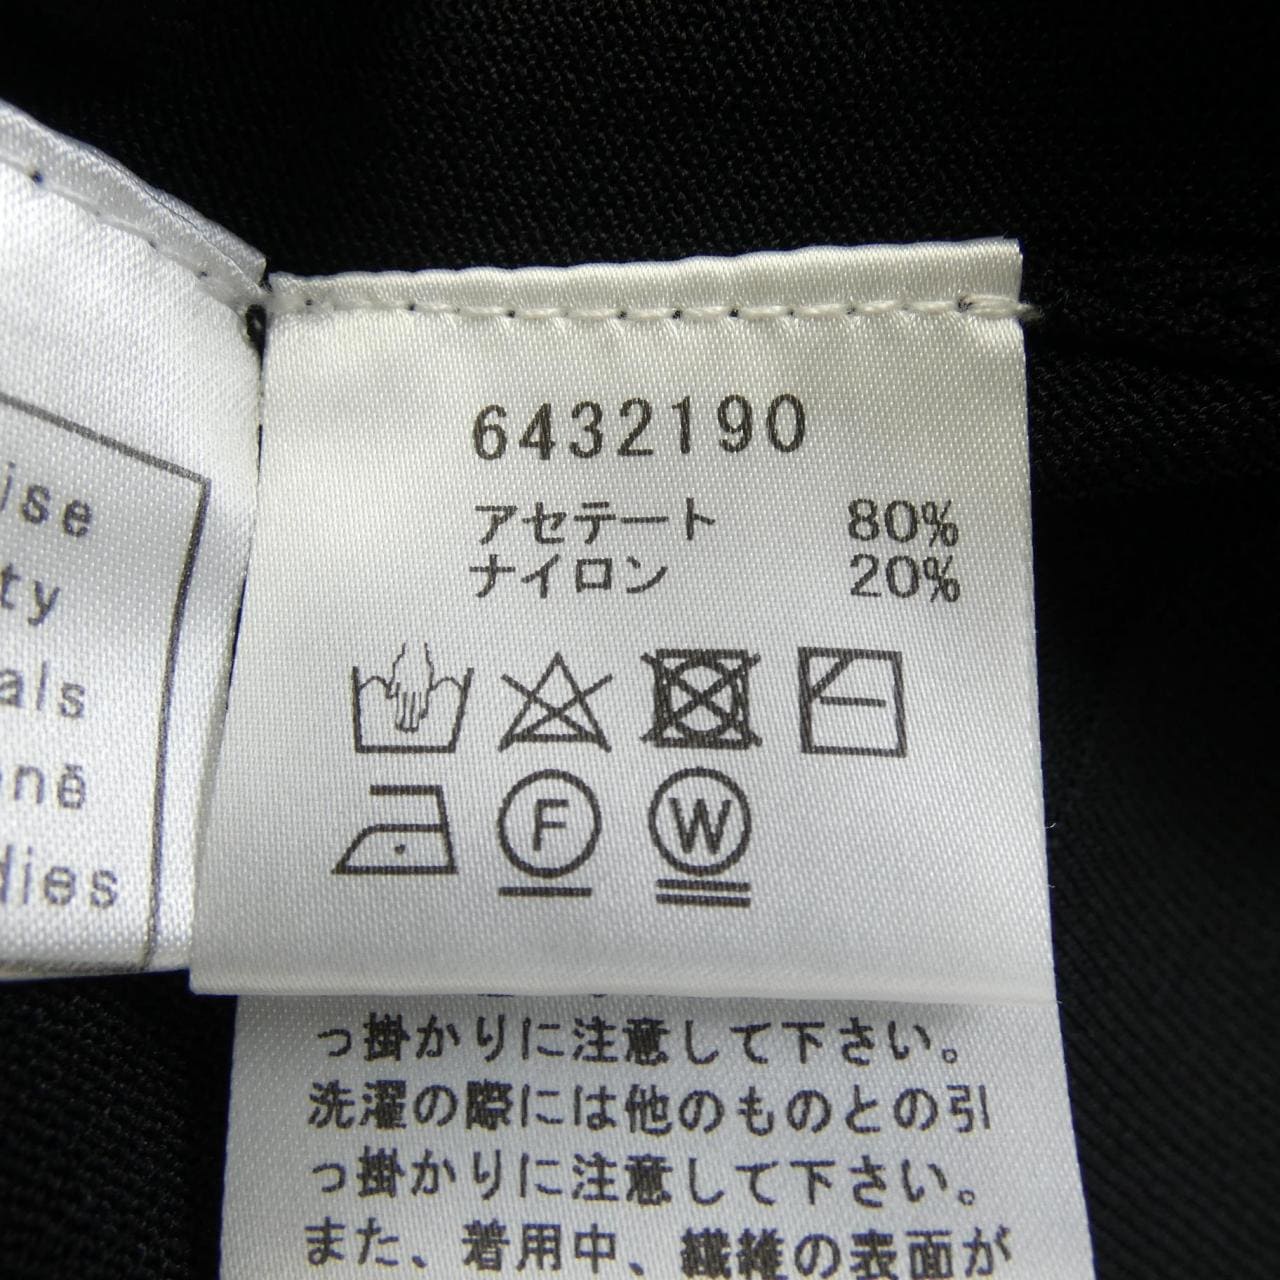 ise
ty
als
nē
dies
6432190
アセテート 80%
ナイロン 20%
F W
っ掛かりに注意して下さい。
洗濯の際には他のものとの引
っ掛かりに注意して下さい。
また、着用中、繊維の表面が